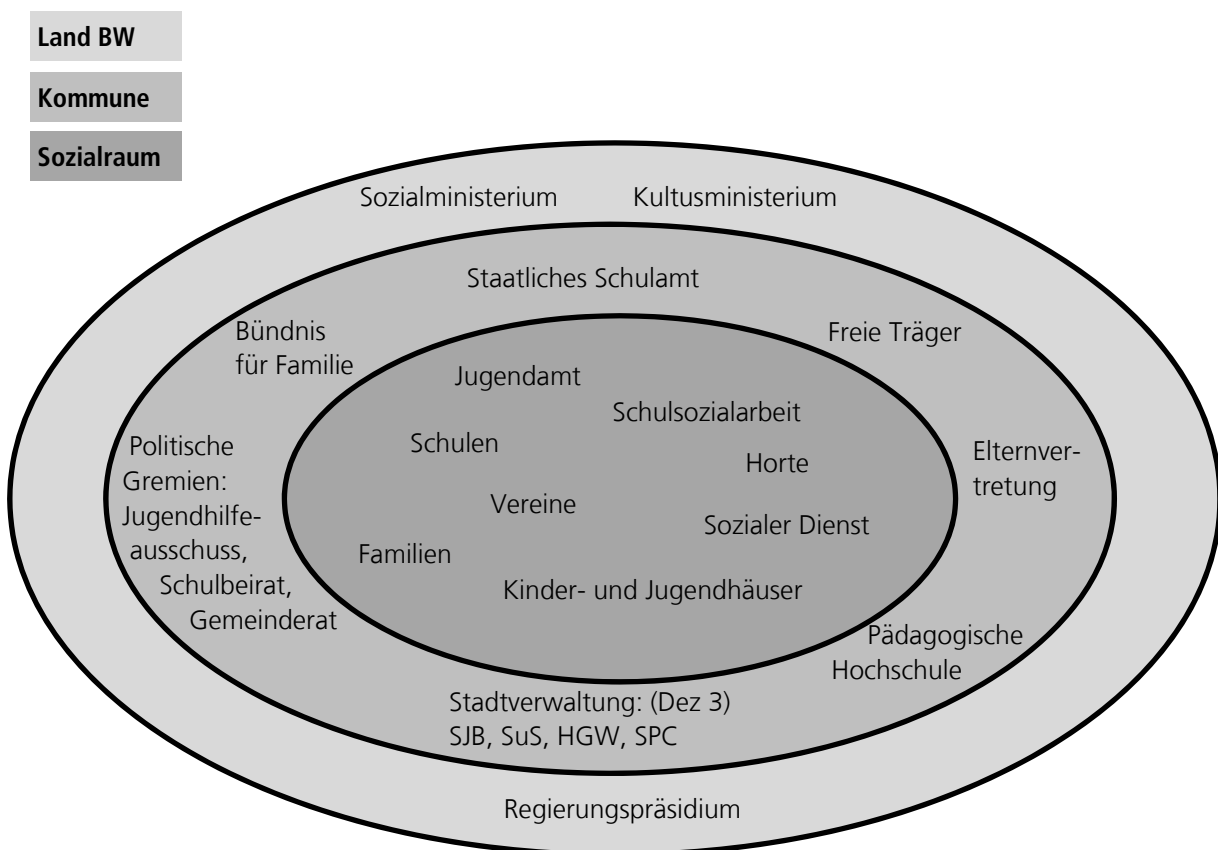 Land BW
Kommune
Sozialraum
Sozialministerium
Kultusministerium
Staatliches Schulamt
Bündnis
für Familie
Freie Träger
Jugendamt
Schulsozialarbeit
Politische
Gremien:
Jugendhilfe-
ausschuss,
Schulbeirat,
Gemeinderat
Schulen
Horte
Elternver-
tretung
Vereine
Sozialer Dienst
Familien
Kinder- und Jugendhäuser
Pädagogische
Hochschule
Stadtverwaltung: (Dez 3)
SJB, SuS, HGW, SPC
Regierungspräsidium